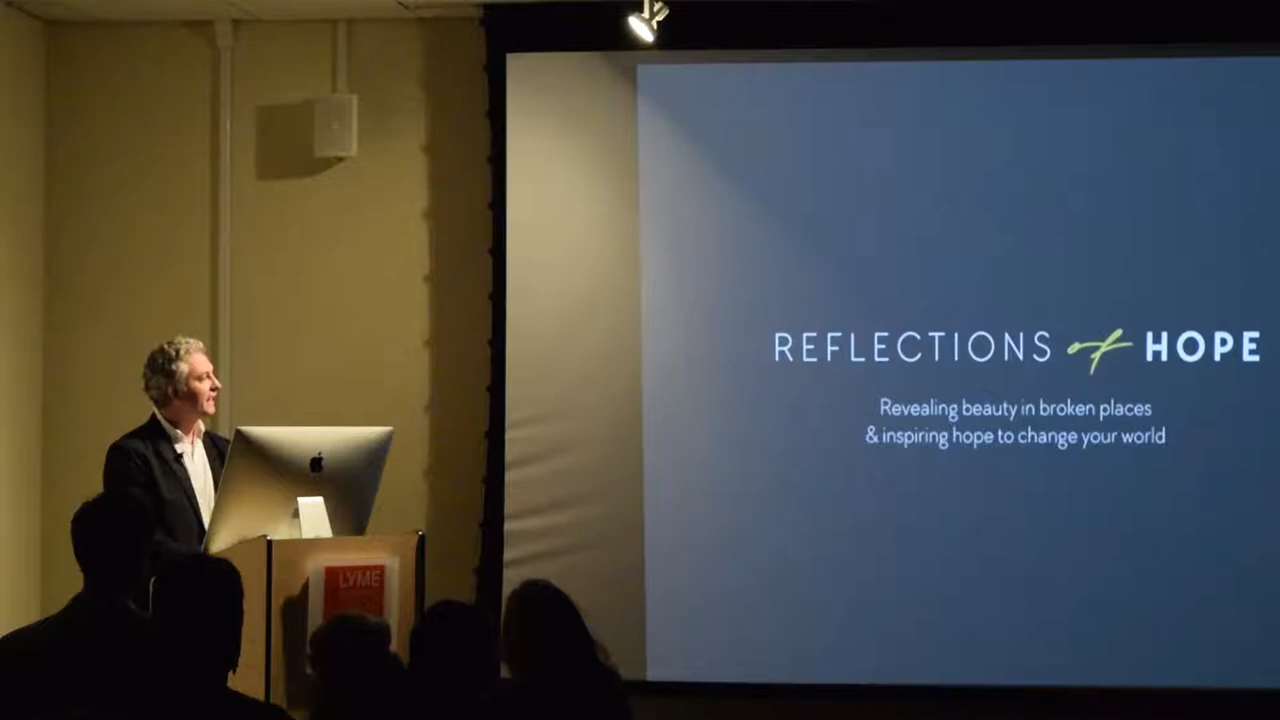 REFLECTIONS of HOPE
Revealing beauty in broken places
& inspiring hope to change your world
LYME